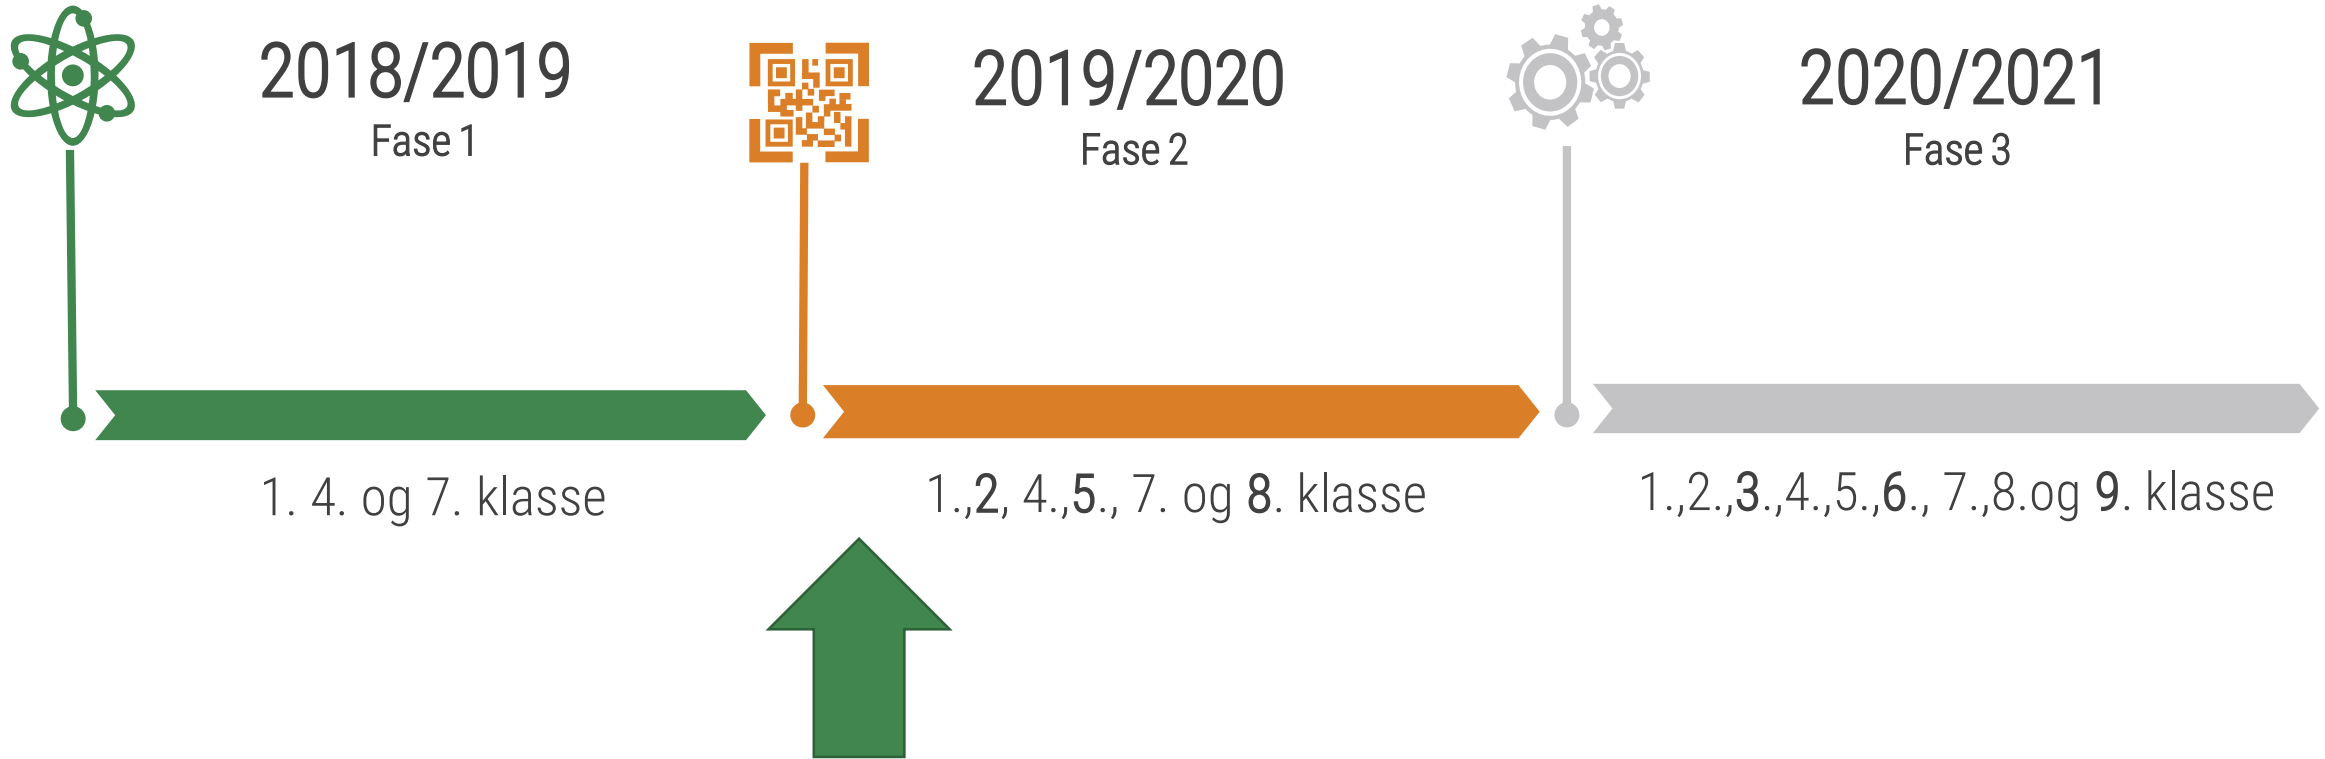 2018/2019
Fase 1
2019/2020
Fase 2
2020/2021
Fase 3
1. 4. og 7. klasse
1.,2, 4.,5., 7. og 8. klasse
1.,2.,3.,4.,5.,6., 7.,8.og 9. klasse